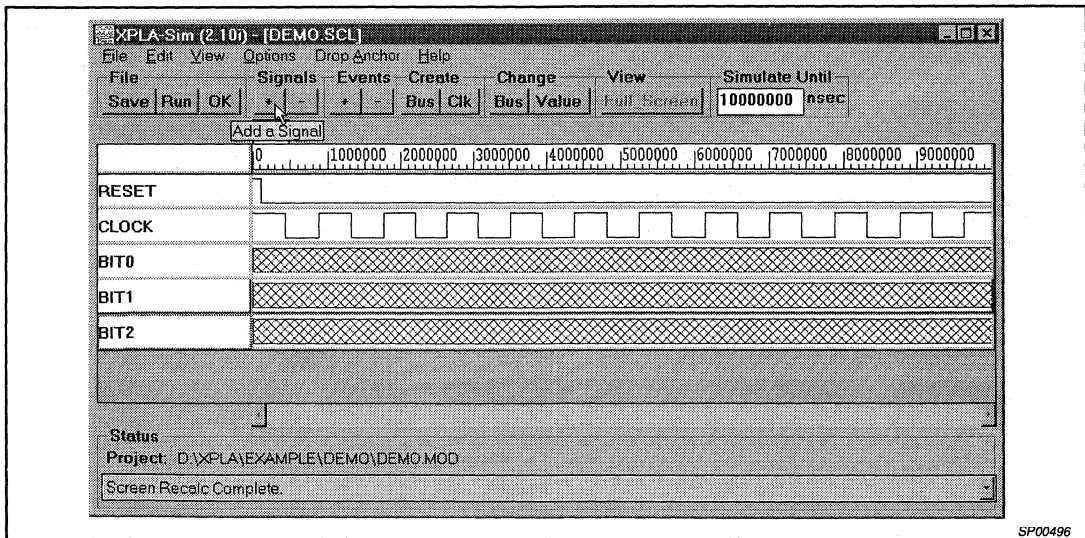 XPLA-Sim (2.10i) - [DEMO.SCL]
File Edit View Options Drop Anchor Help
File Signals Events Create Change View Simulate Until
Save Run OK + - + - Bus Clk Bus Value Full Screen 10000000 nsec
Add a Signal
0 1000000 2000000 3000000 4000000 5000000 6000000 7000000 8000000 9000000
RESET
CLOCK
BIT0
BIT1
BIT2
Status
Project: D:\XPLA\EXAMPLE\DEMO\DEMO.MOD
Screen Recalc Complete.
SP00496